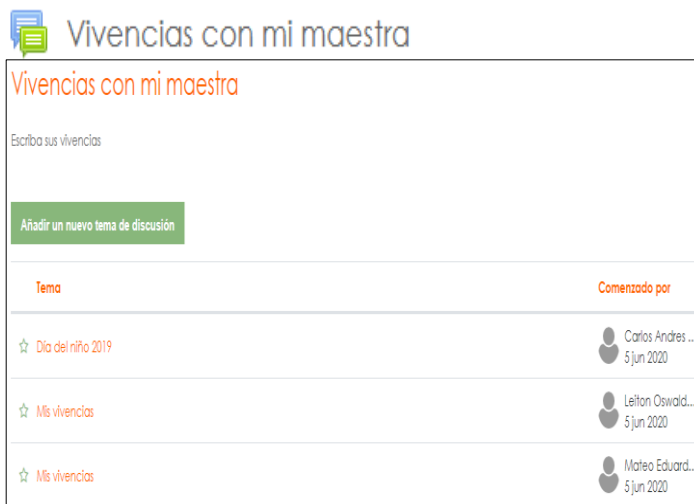 Vivencias con mi maestra
Vivencias con mi maestra
Escriba sus vivencias
Añadir un nuevo tema de discusión
Tema Comenzado por
Día del niño 2019 Carlos Andres ...
5 jun 2020
Mis vivencias Leiton Oswald...
5 jun 2020
Mis vivencias Mateo Eduard...
5 jun 2020